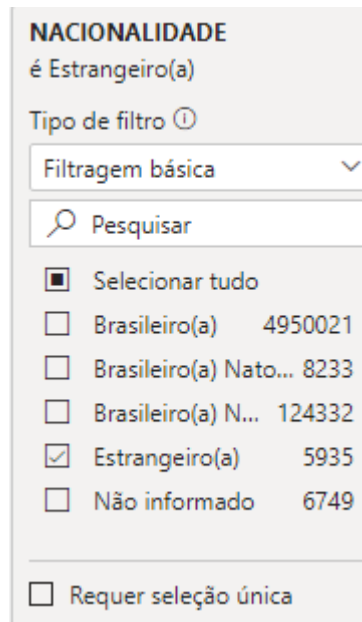 NACIONALIDADE
é Estrangeiro(a)
Tipo de filtro
Filtragem básica
Pesquisar
Selecionar tudo
Brasileiro(a) 4950021
Brasileiro(a) Nato... 8233
Brasileiro(a) N... 124332
Estrangeiro(a) 5935
Não informado 6749
Requer seleção única